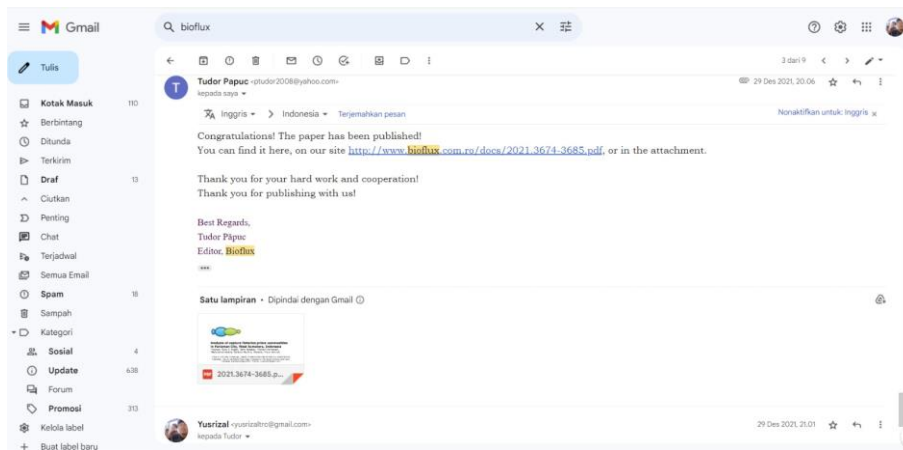 Gmail
bioflux
Tulis
3 dari 9
Kotak Masuk 110
Berbintang
Ditunda
Terkirim
Draf 13
Ciutkan
Penting
Chat
Terjadwal
Semua Email
Spam 18
Sampah
Kategori
Sosial 4
Update 638
Forum
Promosi 313
Kelola label
Buat label baru
Tudor Papuc <ptudor2008@yahoo.com> 29 Des 2021, 20.06
kepada saya
T
Inggris > Indonesia Terjemahkan pesan Nonaktifkan untuk: Inggris x
Congratulations! The paper has been published!
You can find it here, on our site http://www.bioflux.com.ro/docs/2021.3674-3685.pdf, or in the attachment.
Thank you for your hard work and cooperation!
Thank you for publishing with us!
Best Regards,
Tudor Păpuc
Editor, Bioflux
Satu lampiran • Dipindai dengan Gmail
PDF 2021.3674-3685.p...
Yusrizal <yusrizaltrc@gmail.com> 29 Des 2021, 21.01
kepada Tudor